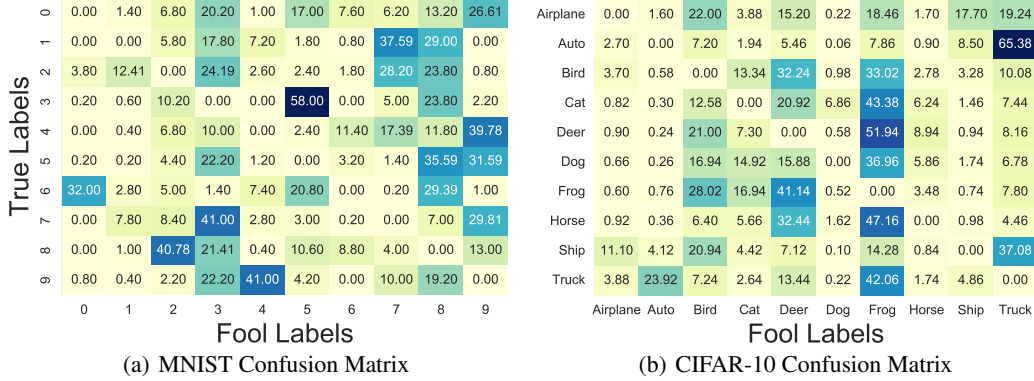 True Labels
0 0.00 1.40 6.80 20.20 1.00 17.00 7.60 6.20 13.20 26.61
1 0.00 0.00 5.80 17.80 7.20 1.80 0.80 37.59 29.00 0.00
2 3.80 12.41 0.00 24.19 2.60 2.40 1.80 28.20 23.80 0.80
3 0.20 0.60 10.20 0.00 0.00 58.00 0.00 5.00 23.80 2.20
4 0.00 0.40 6.80 10.00 0.00 2.40 11.40 17.39 11.80 39.78
5 0.20 0.20 4.40 22.20 1.20 0.00 3.20 1.40 35.59 31.59
6 32.00 2.80 5.00 1.40 7.40 20.80 0.00 0.20 29.39 1.00
7 0.00 7.80 8.40 41.00 2.80 3.00 0.20 0.00 7.00 29.81
8 0.00 1.00 40.78 21.41 0.40 10.60 8.80 4.00 0.00 13.00
9 0.80 0.40 2.20 22.20 41.00 4.20 0.00 10.00 19.20 0.00
0 1 2 3 4 5 6 7 8 9
Fool Labels
(a) MNIST Confusion Matrix
Airplane 0.00 1.60 22.00 3.88 15.20 0.22 18.46 1.70 17.70 19.24
Auto 2.70 0.00 7.20 1.94 5.46 0.06 7.86 0.90 8.50 65.38
Bird 3.70 0.58 0.00 13.34 32.24 0.98 33.02 2.78 3.28 10.08
Cat 0.82 0.30 12.58 0.00 20.92 6.86 43.38 6.24 1.46 7.44
Deer 0.90 0.24 21.00 7.30 0.00 0.58 51.94 8.94 0.94 8.16
Dog 0.66 0.26 16.94 14.92 15.88 0.00 36.96 5.86 1.74 6.78
Frog 0.60 0.76 28.02 16.94 41.14 0.52 0.00 3.48 0.74 7.80
Horse 0.92 0.36 6.40 5.66 32.44 1.62 47.16 0.00 0.98 4.46
Ship 11.10 4.12 20.94 4.42 7.12 0.10 14.28 0.84 0.00 37.08
Truck 3.88 23.92 7.24 2.64 13.44 0.22 42.06 1.74 4.86 0.00
Airplane Auto Bird Cat Deer Dog Frog Horse Ship Truck
Fool Labels
(b) CIFAR-10 Confusion Matrix